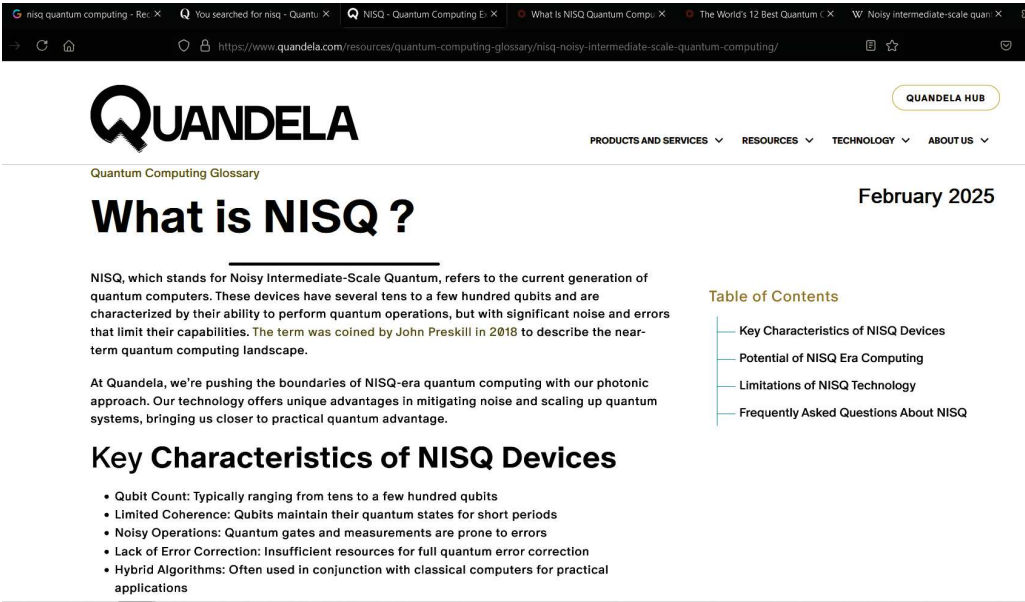 nisq quantum computing - Rec
You searched for nisq - Quantu
NISQ - Quantum Computing E
What Is NISQ Quantum Compu
The World's 12 Best Quantum C
W Noisy intermediate-scale quan
https://www.quandela.com/resources/quantum-computing-glossary/nisq-noisy-intermediate-scale-quantum-computing/
QUANDELA
QUANDELA HUB
PRODUCTS AND SERVICES RESOURCES TECHNOLOGY ABOUT US
Quantum Computing Glossary
February 2025
What is NISQ ?
NISQ, which stands for Noisy Intermediate-Scale Quantum, refers to the current generation of
quantum computers. These devices have several tens to a few hundred qubits and are
characterized by their ability to perform quantum operations, but with significant noise and errors
that limit their capabilities. The term was coined by John Preskill in 2018 to describe the near-
term quantum computing landscape.
At Quandela, we're pushing the boundaries of NISQ-era quantum computing with our photonic
approach. Our technology offers unique advantages in mitigating noise and scaling up quantum
systems, bringing us closer to practical quantum advantage.
Table of Contents
Key Characteristics of NISQ Devices
Potential of NISQ Era Computing
Limitations of NISQ Technology
Frequently Asked Questions About NISQ
Key Characteristics of NISQ Devices
• Qubit Count: Typically ranging from tens to a few hundred qubits
• Limited Coherence: Qubits maintain their quantum states for short periods
• Noisy Operations: Quantum gates and measurements are prone to errors
• Lack of Error Correction: Insufficient resources for full quantum error correction
• Hybrid Algorithms: Often used in conjunction with classical computers for practical
applications